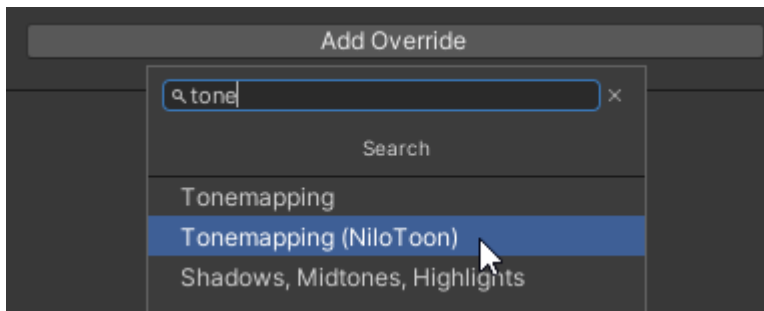 Add Override
tone
Search
Tonemapping
Tonemapping (NiloToon)
Shadows, Midtones, Highlights